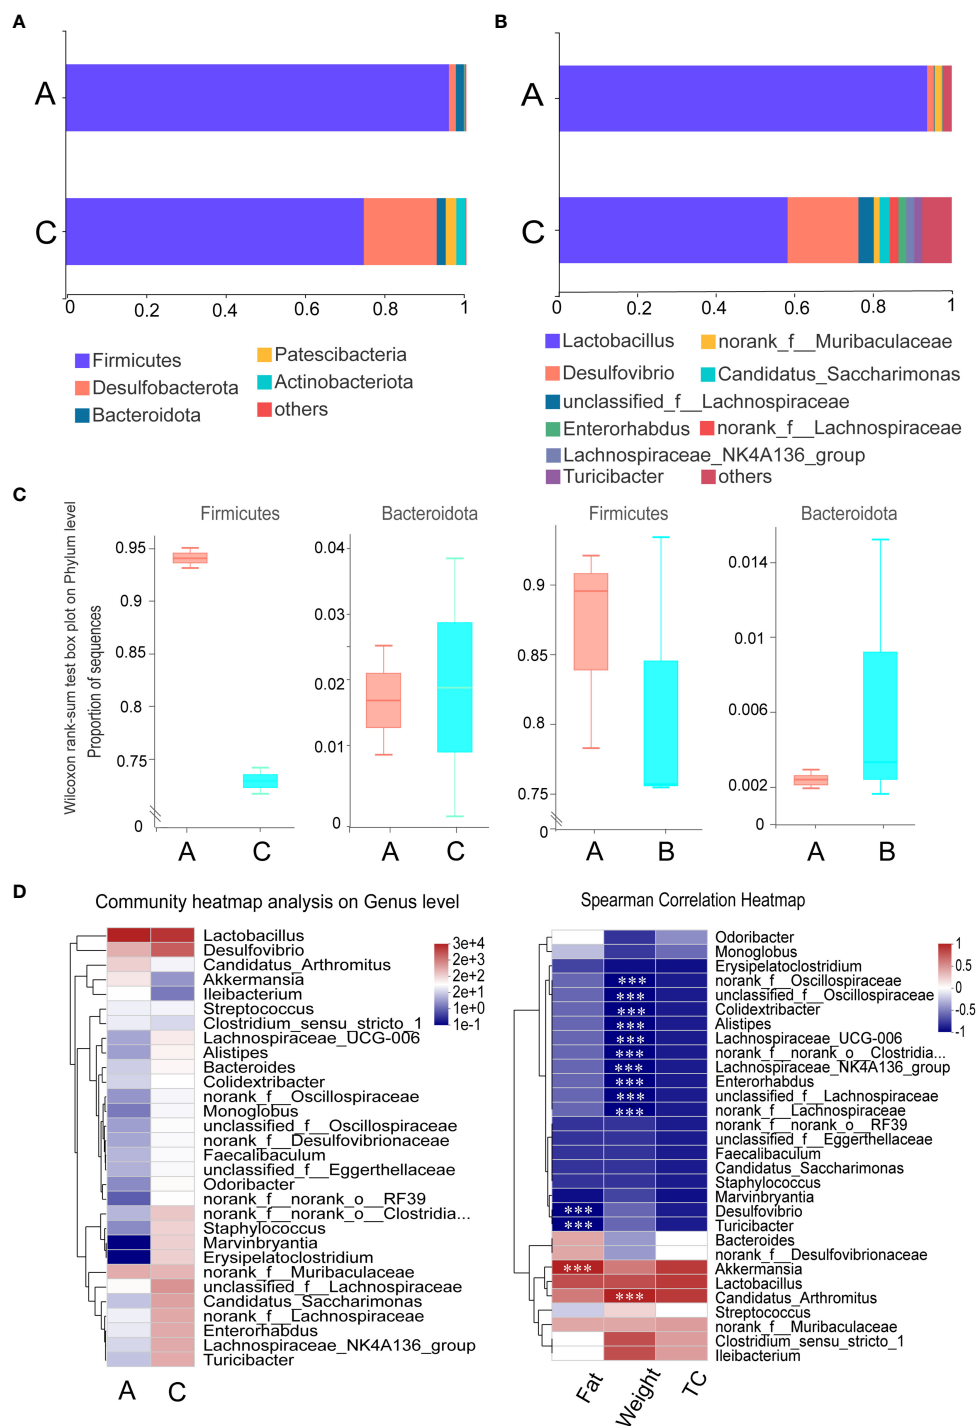 A
B
A
C
0 0.2 0.4 0.6 0.8 1
Firmicutes
Desulfobacterota
Bacteroidota
Patescibacteria
Actinobacteriota
others
A
C
0 0.2 0.4 0.6 0.8 1
Lactobacillus
norank_f__Muribaculaceae
Desulfovibrio
Candidatus_Saccharimonas
unclassified_f__Lachnospiraceae
Enterorhabdus
norank_f__Lachnospiraceae
Lachnospiraceae_NK4A136_group
Turicibacter
others
C
Wilcoxon rank-sum test box plot on Phylum level
Proportion of sequences
Firmicutes
0.95
0.9
0.85
0.8
0.75
0
A C
Bacteroidota
0.04
0.03
0.02
0.01
0
A C
Firmicutes
0.9
0.85
0.8
0.75
0
A B
Bacteroidota
0.014
0.01
0.006
0.002
0
A B
D
Community heatmap analysis on Genus level
Lactobacillus
Desulfovibrio
Candidatus_Arthromitus
Akkermansia
Ileibacterium
Streptococcus
Clostridium_sensu_stricto_1
Lachnospiraceae_UCG-006
Alistipes
Bacteroides
Colidextribacter
norank_f__Oscillospiraceae
Monoglobus
unclassified_f__Oscillospiraceae
norank_f__Desulfovibrionaceae
Faecalibaculum
unclassified_f__Eggerthellaceae
Odoribacter
norank_f__norank_o__RF39
norank_f__norank_o__Clostridia...
Staphylococcus
Marvinbryantia
Erysipelatoclostridium
norank_f__Muribaculaceae
unclassified_f__Lachnospiraceae
Candidatus_Saccharimonas
norank_f__Lachnospiraceae
Enterorhabdus
Lachnospiraceae_NK4A136_group
Turicibacter
A C
3e+4
2e+3
2e+2
2e+1
1e+0
1e-1
Spearman Correlation Heatmap
Odoribacter
Monoglobus
Erysipelatoclostridium
*** norank_f__Oscillospiraceae
*** unclassified_f__Oscillospiraceae
*** Colidextribacter
*** Alistipes
*** Lachnospiraceae_UCG-006
*** norank_f__norank_o__Clostridia...
*** Lachnospiraceae_NK4A136_group
*** Enterorhabdus
*** unclassified_f__Lachnospiraceae
*** norank_f__Lachnospiraceae
norank_f__norank_o__RF39
unclassified_f__Eggerthellaceae
Faecalibaculum
Candidatus_Saccharimonas
Staphylococcus
Marvinbryantia
*** Desulfovibrio
*** Turicibacter
Bacteroides
norank_f__Desulfovibrionaceae
*** Akkermansia
Lactobacillus
*** Candidatus_Arthromitus
Streptococcus
norank_f__Muribaculaceae
Clostridium_sensu_stricto_1
Ileibacterium
Fat Weight TC
1
0.5
0
-0.5
-1